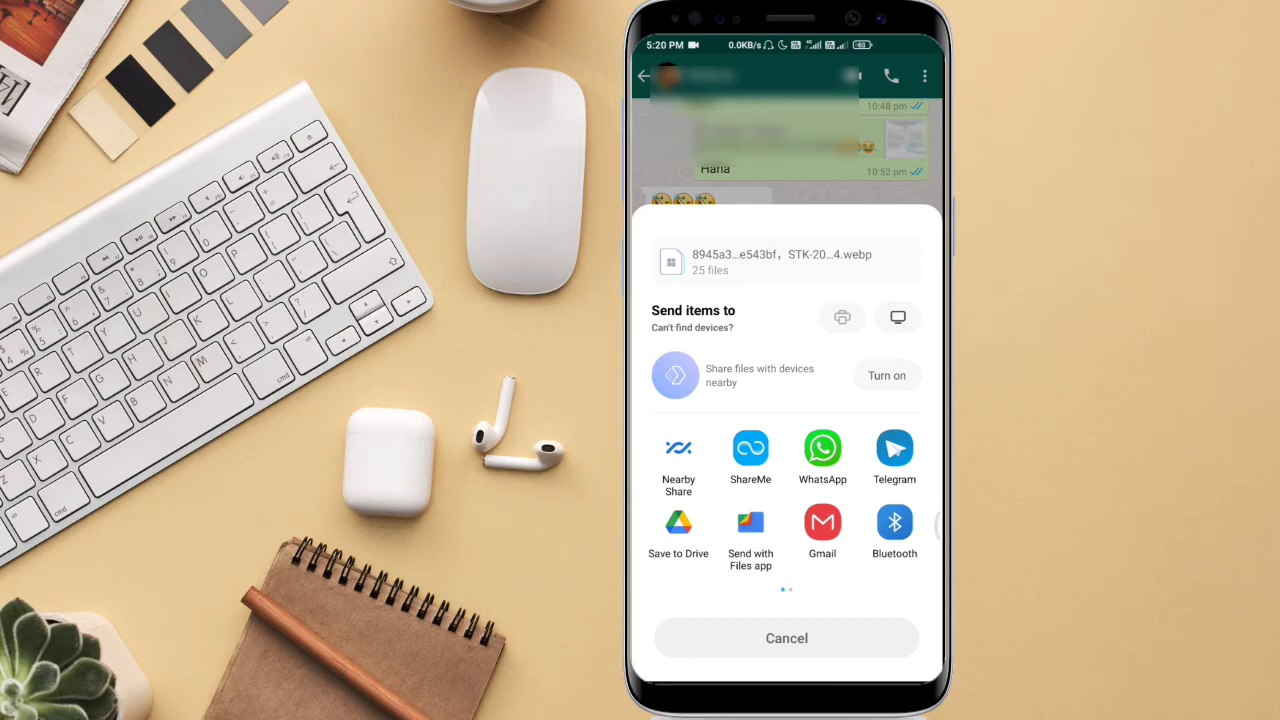 5:20 PM
0.0KB/s
63
10:48 pm
Haha
10:52 pm
8945a3...e543bf, STK-20...4.webp
25 files
Send items to
Can't find devices?
Share files with devices
nearby
Turn on
Nearby
Share
ShareMe
WhatsApp
Telegram
Save to Drive
Send with
Files app
Gmail
Bluetooth
Cancel